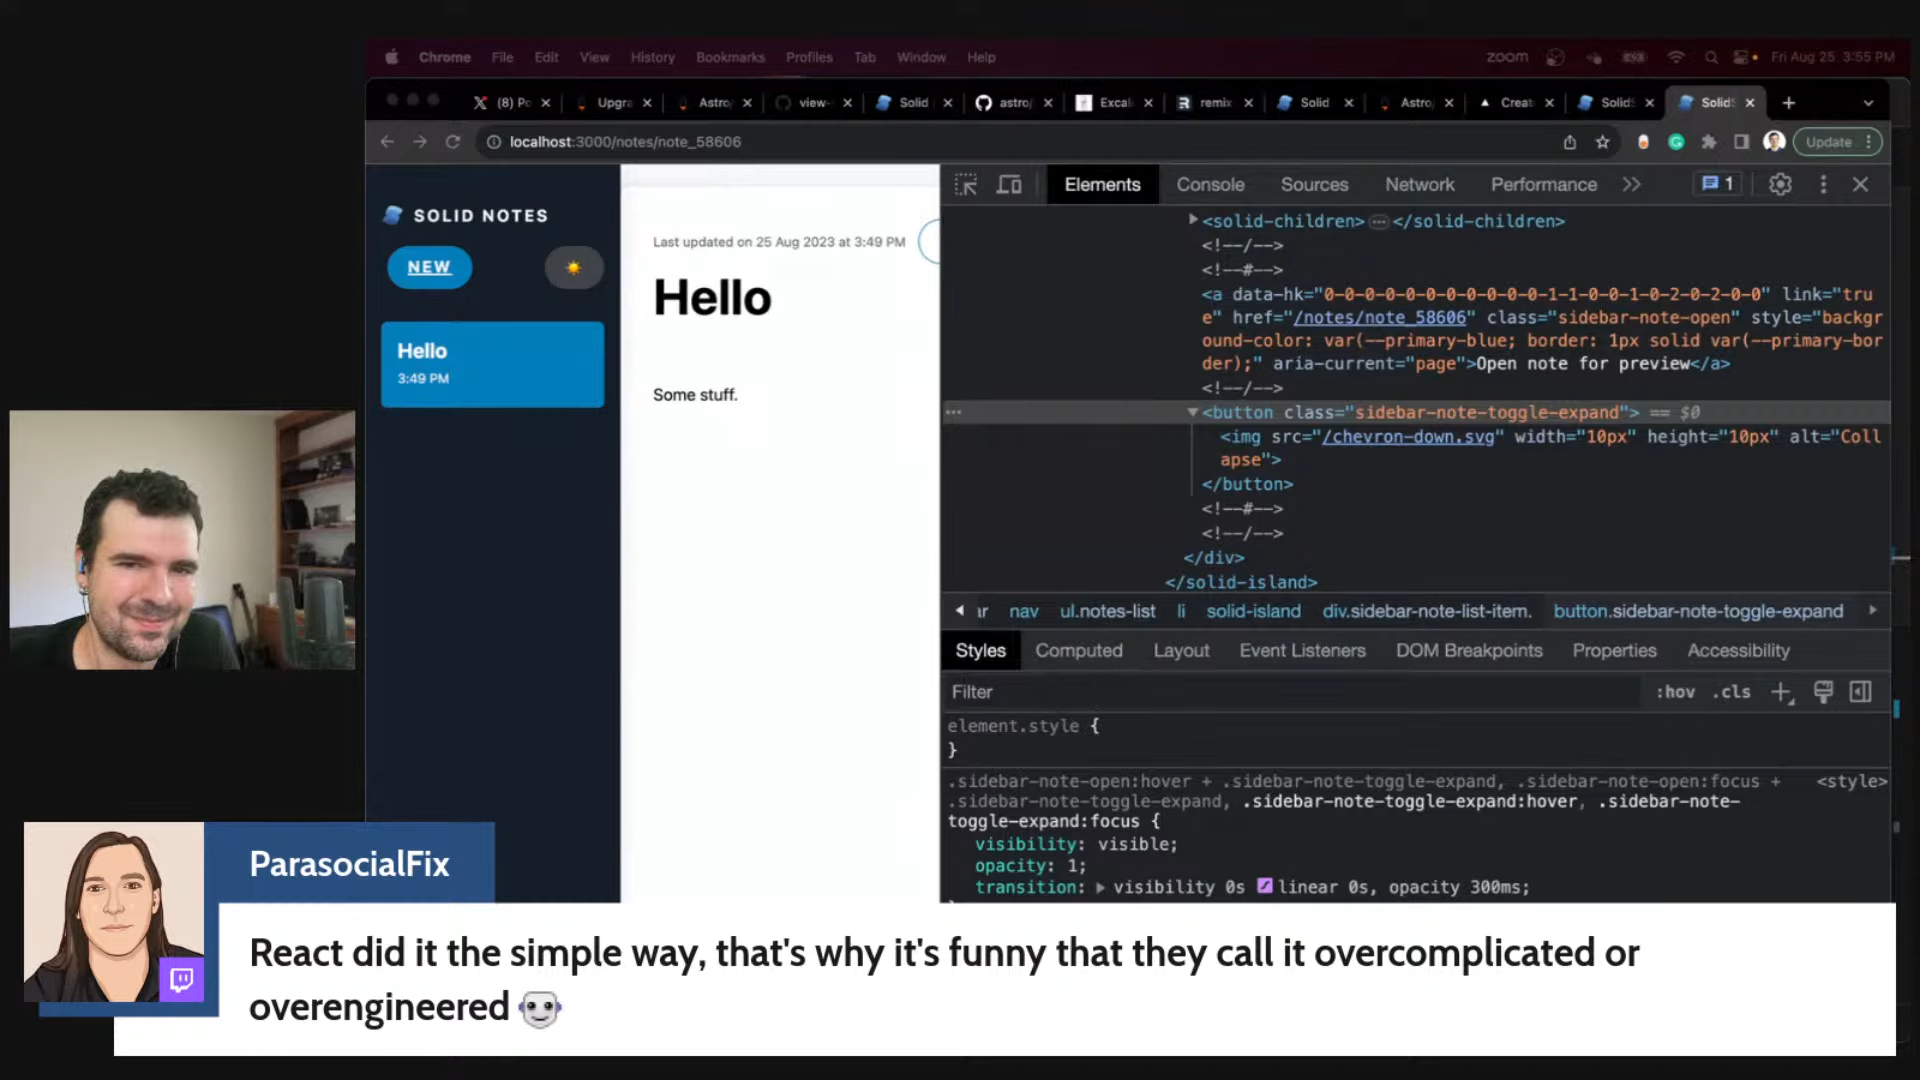 Chrome File Edit View History Bookmarks Profiles Tab Window Help zoom Fri Aug 25 3:55 PM
(8) Po Upgra Astro, view- Solid astro/ Excal remix Solid Astro, Creat Solid Solid
localhost:3000/notes/note_58606 Update
Elements Console Sources Network Performance 1
<solid-children> </solid-children>
SOLID NOTES
Last updated on 25 Aug 2023 at 3:49 PM
<!--/-->
NEW
<!--#-->
Hello
<a data-hk="0-0-0-0-0-0-0-0-0-0-1-1-0-0-1-0-2-0-2-0-0" link="tru
e" href="/notes/note_58606" class="sidebar-note-open" style="backgr
ound-color: var(--primary-blue; border: 1px solid var(--primary-bor
der);" aria-current="page">Open note for preview</a>
Hello
3:49 PM
<!--/-->
Some stuff.
<button class="sidebar-note-toggle-expand"> == $0
<img src="/chevron-down.svg" width="10px" height="10px" alt="Coll
apse">
</button>
<!--#-->
<!--/-->
</div>
</solid-island>
nav ul.notes-list li solid-island div.sidebar-note-list-item. button.sidebar-note-toggle-expand
Styles Computed Layout Event Listeners DOM Breakpoints Properties Accessibility
Filter :hov .cls
element.style {
}
.sidebar-note-open:hover + .sidebar-note-toggle-expand, .sidebar-note-open:focus + <style>
.sidebar-note-toggle-expand, .sidebar-note-toggle-expand:hover, .sidebar-note-
toggle-expand:focus {
visibility: visible;
opacity: 1;
transition: visibility 0s linear 0s, opacity 300ms;
ParasocialFix
React did it the simple way, that's why it's funny that they call it overcomplicated or
overengineered